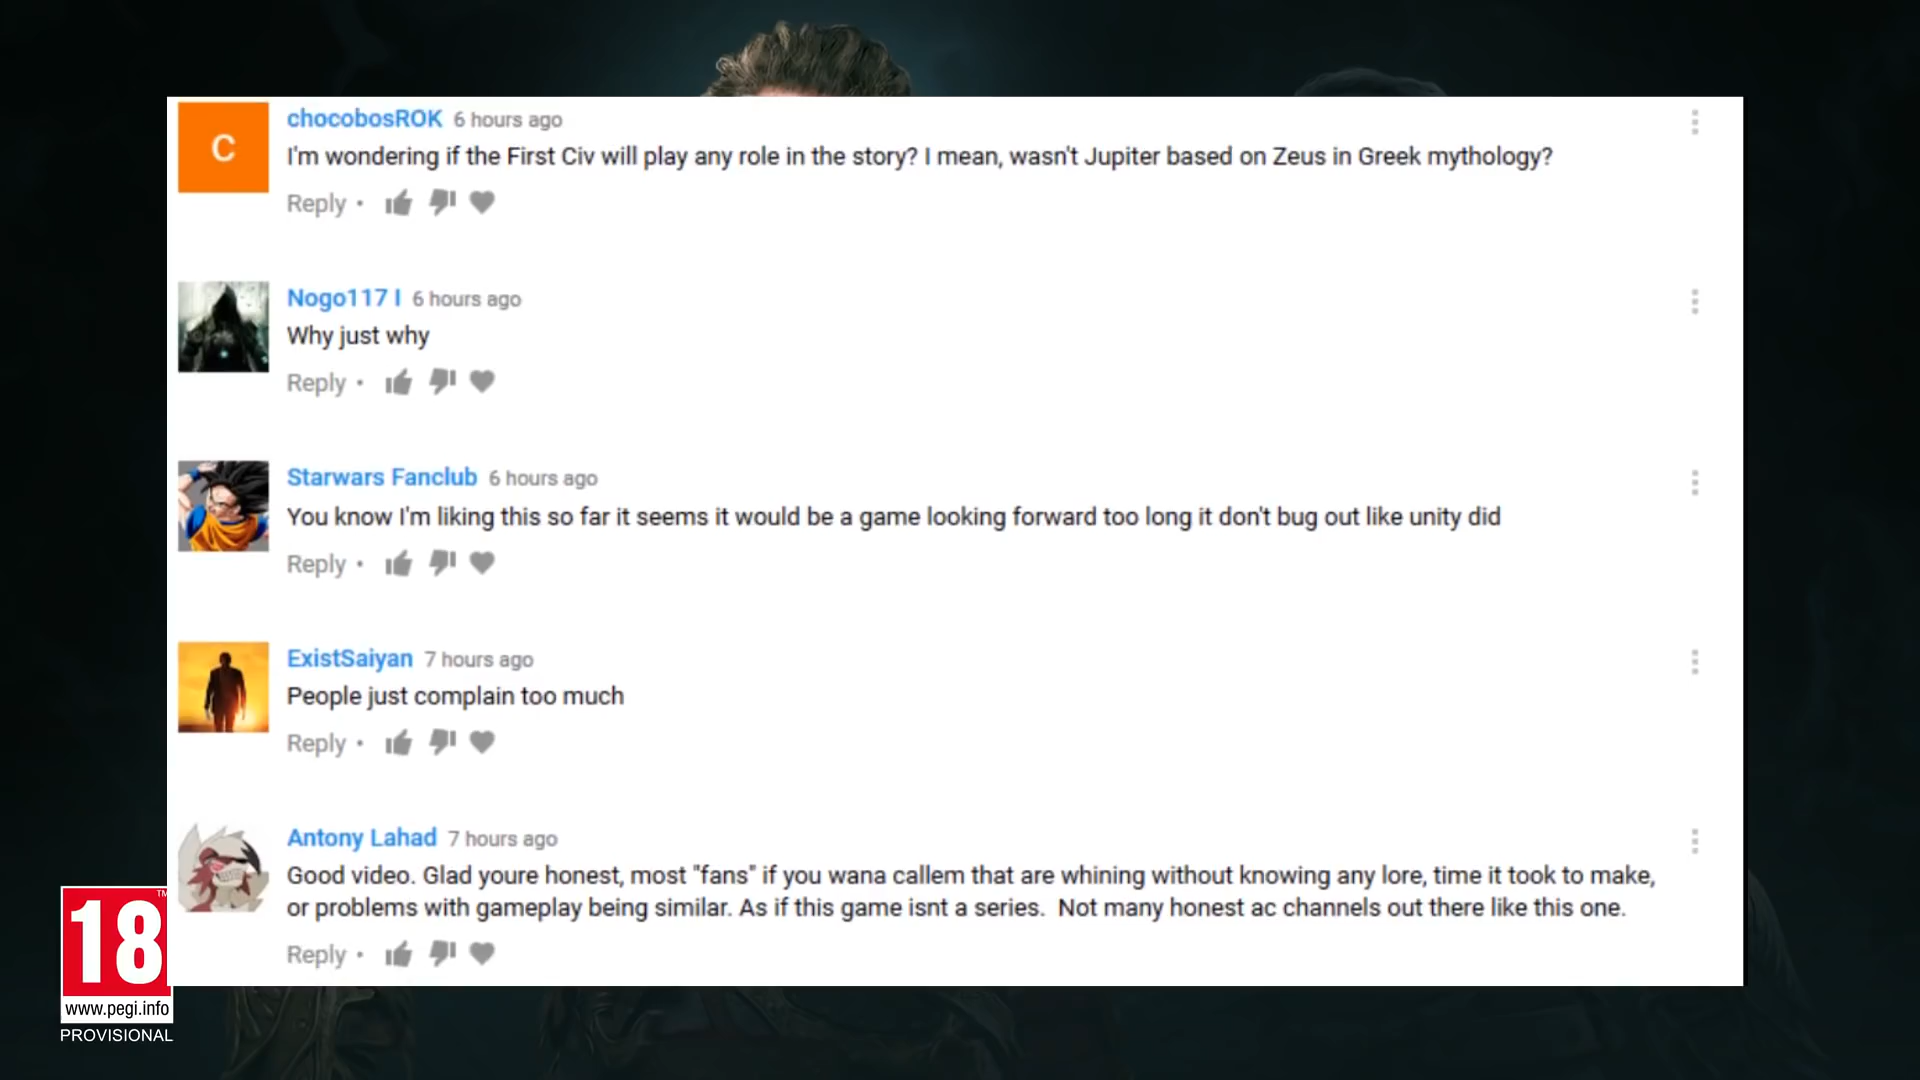 C
chocobosROK 6 hours ago
I'm wondering if the First Civ will play any role in the story? I mean, wasn't Jupiter based on Zeus in Greek mythology?
Reply •
Nogo117 I 6 hours ago
Why just why
Reply •
Starwars Fanclub 6 hours ago
You know I'm liking this so far it seems it would be a game looking forward too long it don't bug out like unity did
Reply •
ExistSaiyan 7 hours ago
People just complain too much
Reply •
Antony Lahad 7 hours ago
Good video. Glad youre honest, most "fans" if you wana callem that are whining without knowing any lore, time it took to make,
or problems with gameplay being similar. As if this game isnt a series.  Not many honest ac channels out there like this one.
Reply •
18 TM
www.pegi.info
PROVISIONAL